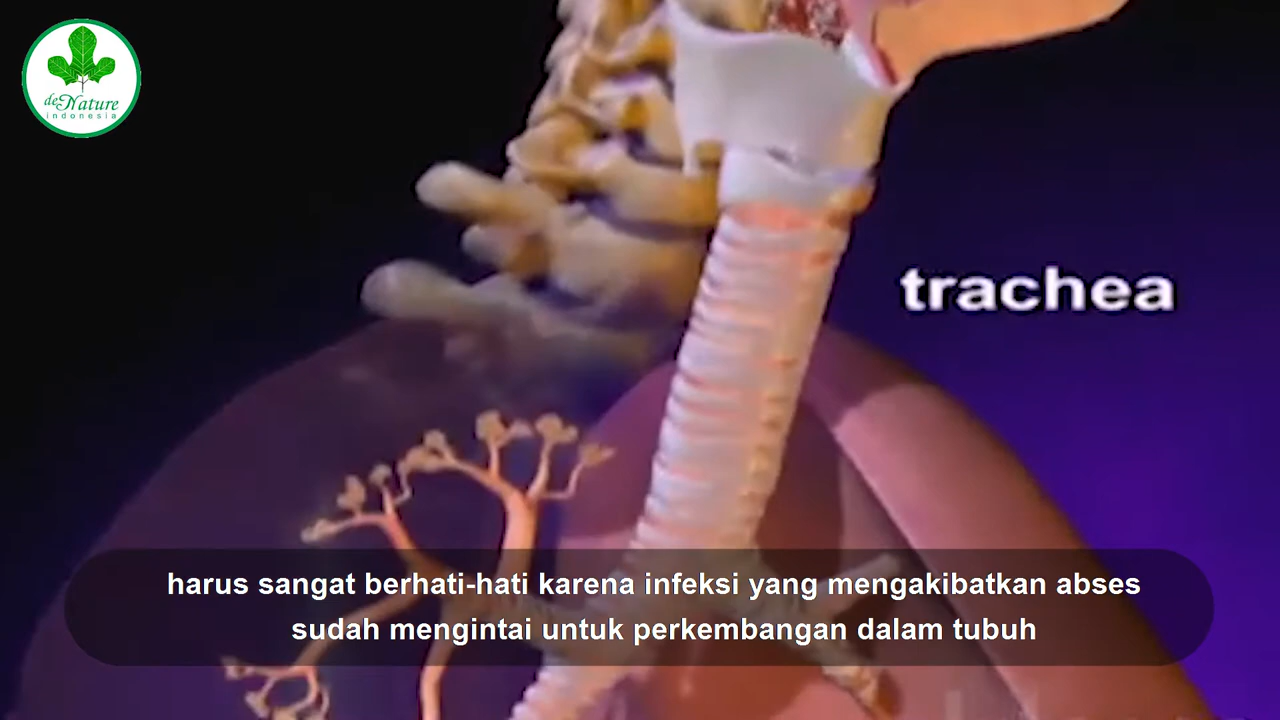 deNature
indonesia
trachea
harus sangat berhati-hati karena infeksi yang mengakibatkan abses
sudah mengintai untuk perkembangan dalam tubuh